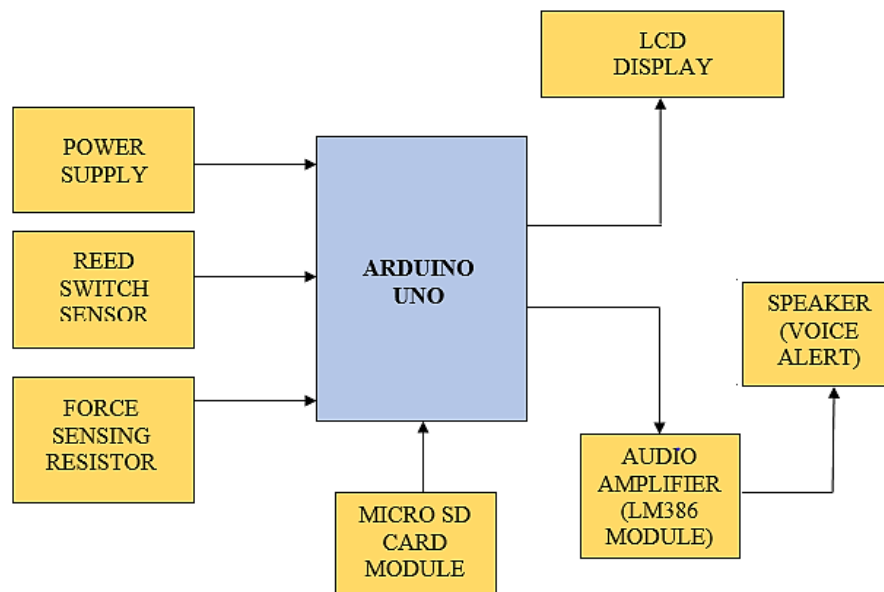 LCD
DISPLAY
POWER
SUPPLY
REED
SWITCH
SENSOR
ARDUINO
UNO
SPEAKER
(VOICE
ALERT)
FORCE
SENSING
RESISTOR
AUDIO
AMPLIFIER
(LM386
MODULE)
MICRO SD
CARD
MODULE